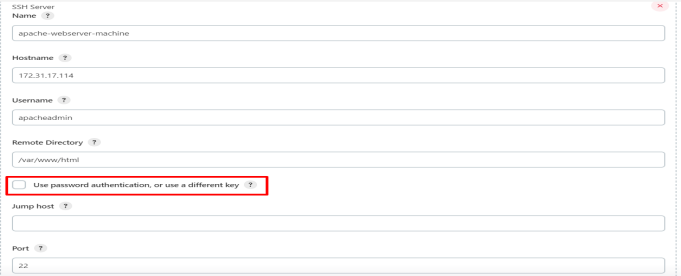 SSH Server
Name ?
apache-webserver-machine
Hostname ?
172.31.17.114
Username ?
apacheadmin
Remote Directory ?
/var/www/html
Use password authentication, or use a different key ?
Jump host ?
Port ?
22